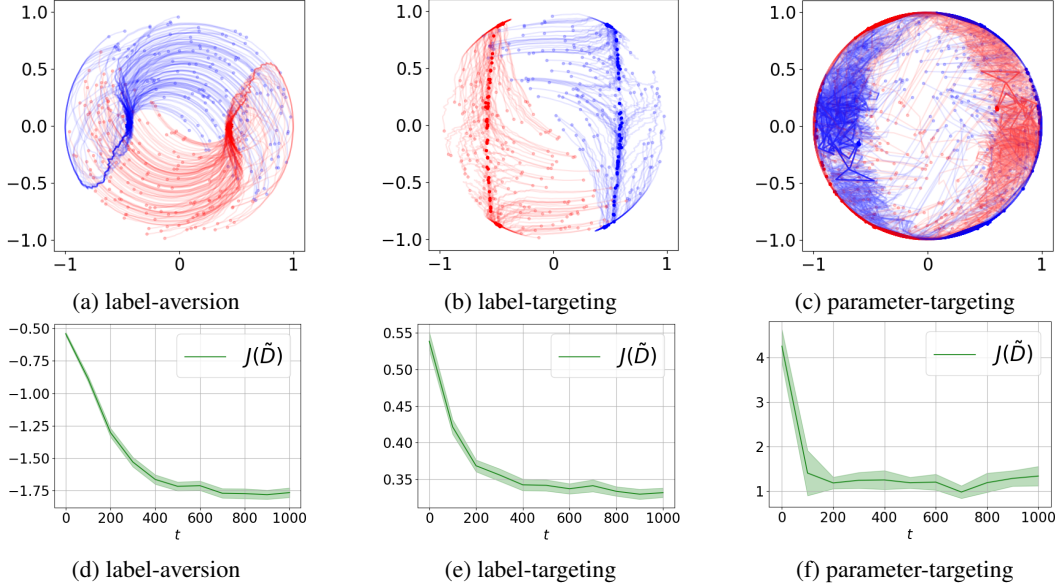 1.0
0.5
0.0
−0.5
−1.0
−1 0 1
(a) label-aversion
1.0
0.5
0.0
−0.5
−1.0
−1 0 1
(b) label-targeting
1.0
0.5
0.0
−0.5
−1.0
−1 0 1
(c) parameter-targeting
−0.50
−0.75
−1.00
−1.25
−1.50
−1.75
J(D̃)
0 200 400 600 800 1000
t
(d) label-aversion
0.55
0.50
0.45
0.40
0.35
J(D̃)
0 200 400 600 800 1000
t
(e) label-targeting
4
3
2
1
J(D̃)
0 200 400 600 800 1000
t
(f) parameter-targeting